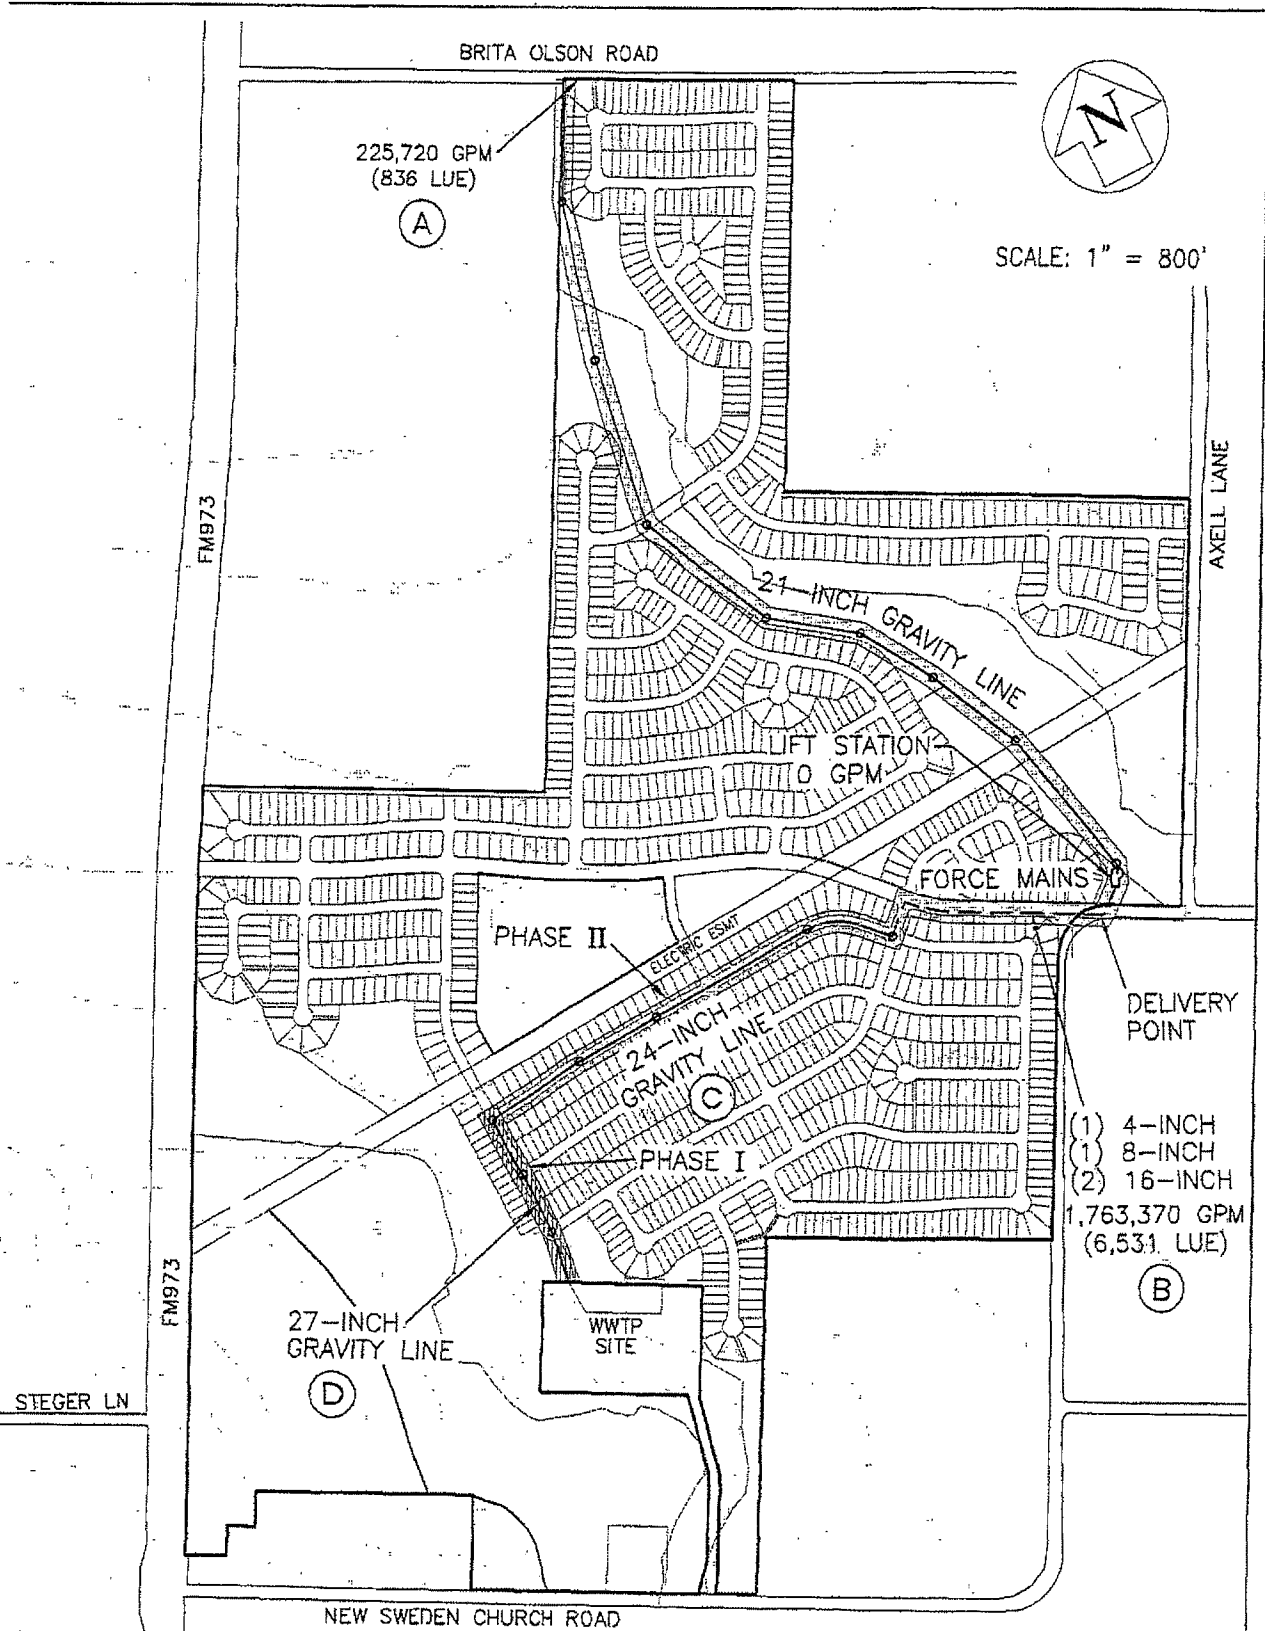 BRITA OLSON ROAD
225,720 GPM
(836 LUE)
A
N
SCALE: 1" = 800'
FM973
AXELL LANE
21-INCH GRAVITY LINE
LIFT STATION
0 GPM
FORCE MAINS
PHASE II
ELECTRIC ESMT
24-INCH
GRAVITY LINE
C
DELIVERY
POINT
PHASE I
(1) 4-INCH
(1) 8-INCH
(2) 16-INCH
1,763,370 GPM
(6,531 LUE)
B
FM973
27-INCH
GRAVITY LINE
D
WWTP
SITE
STEGER LN
NEW SWEDEN CHURCH ROAD